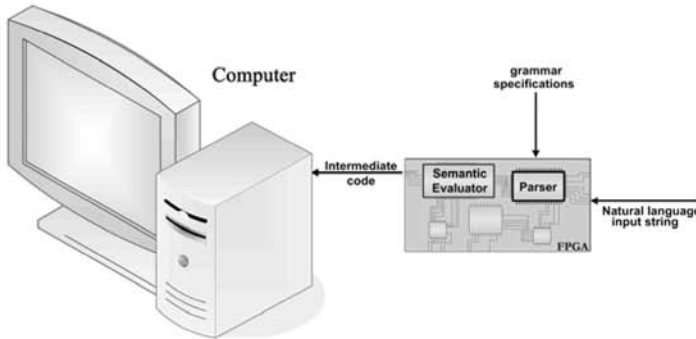 Computer
grammar
specifications
Intermediate
code
Semantic
Evaluator
Parser
Natural language
input string
FPGA